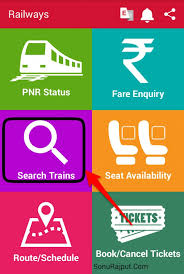 Railways
PNR Status
Fare Enquiry
Search Trains
Seat Availability
TICKETS
Route/Schedule
Book/Cancel Tickets
SonuRajput.Com